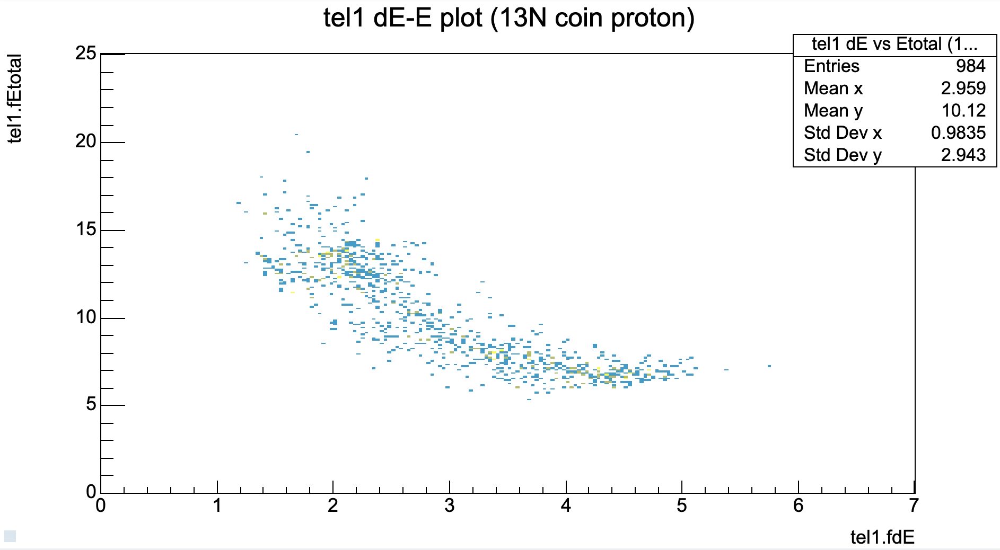 tel1 dE-E plot (13N coin proton)
tel1 dE vs Etotal (1...
Entries 984
Mean x 2.959
Mean y 10.12
Std Dev x 0.9835
Std Dev y 2.943
tel1.fEtotal
25
20
15
10
5
0
0 1 2 3 4 5 6 7
tel1.fdE